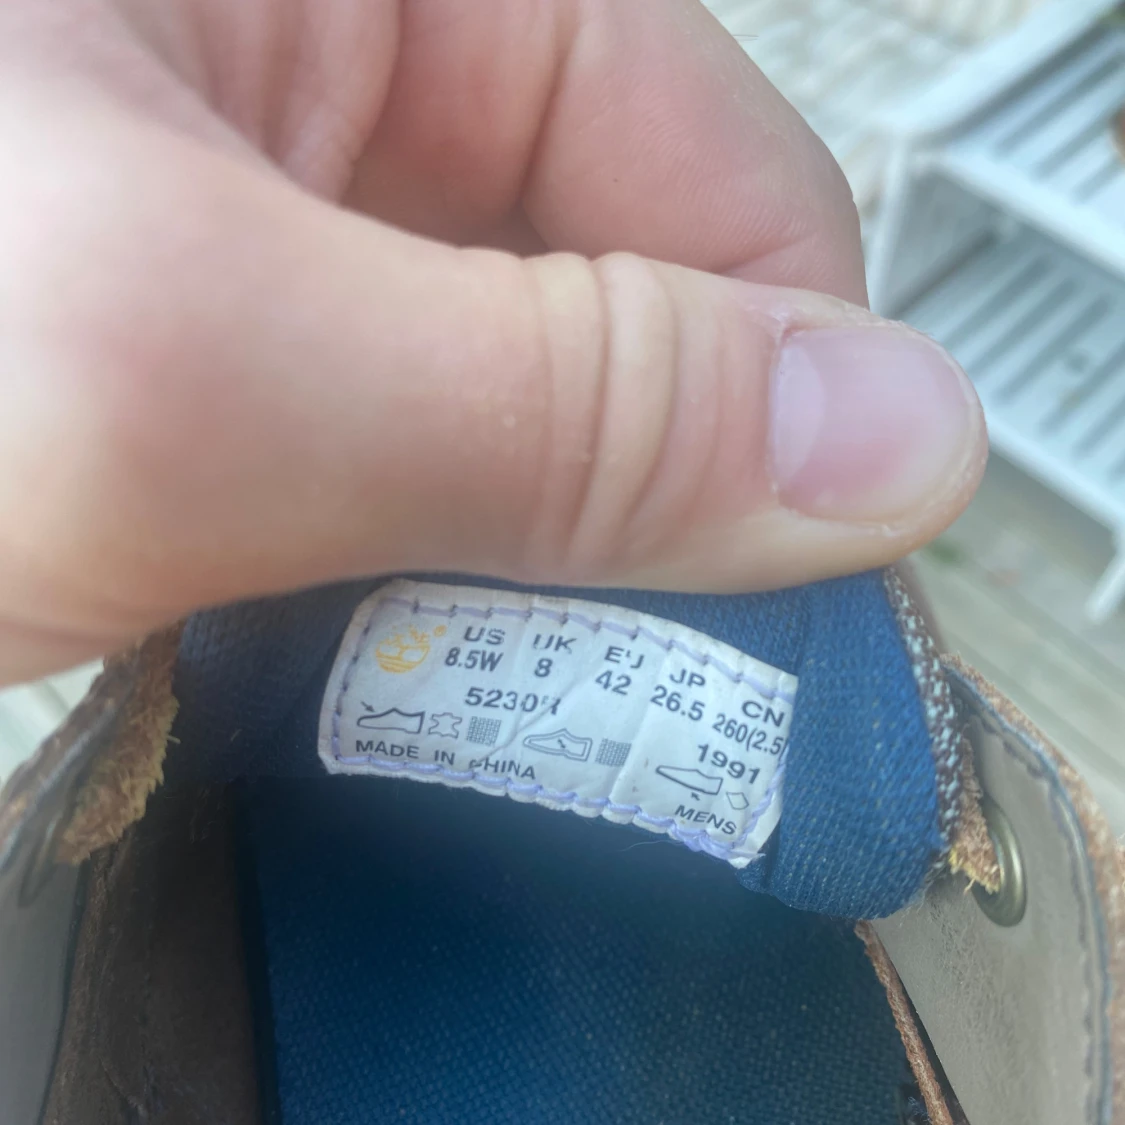 US UK EU JP CN
8.5W 8 42 26.5 260(2.5
1991
MADE IN CHINA
MENS